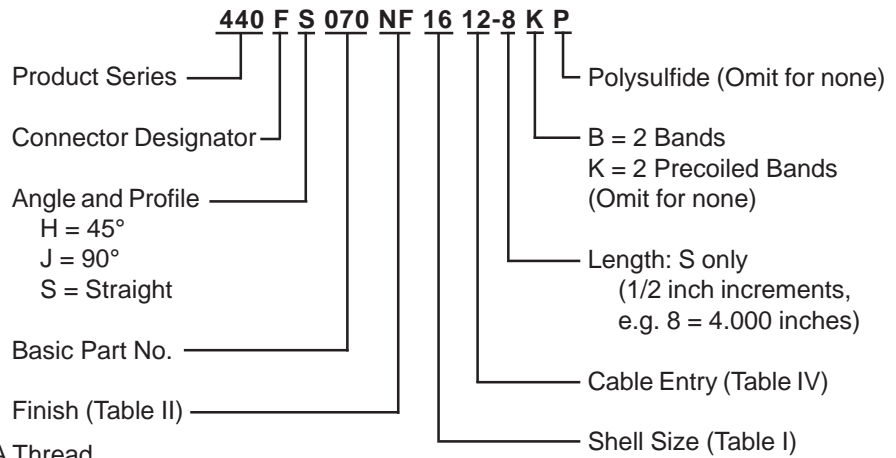 440 F S 070 NF 16 12-8 K P
Product Series
Connector Designator
Angle and Profile
H = 45°
J = 90°
S = Straight
Basic Part No.
Finish (Table II)
A Thread
Polysulfide (Omit for none)
B = 2 Bands
K = 2 Precoiled Bands
(Omit for none)
Length: S only
(1/2 inch increments,
e.g. 8 = 4.000 inches)
Cable Entry (Table IV)
Shell Size (Table I)